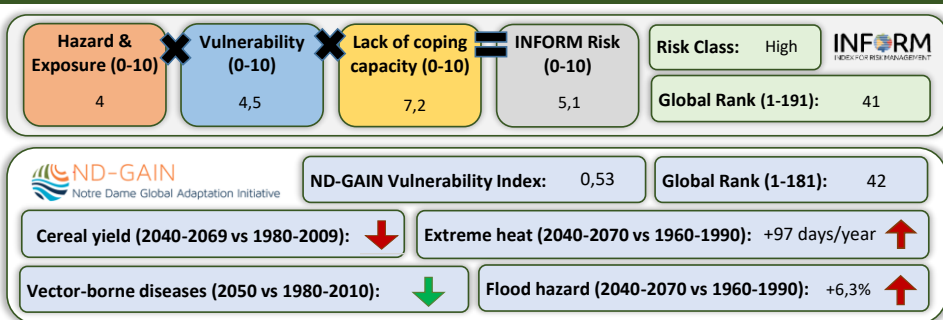 Hazard & Exposure (0-10)
4
Vulnerability (0-10)
4,5
Lack of coping capacity (0-10)
7,2
INFORM Risk (0-10)
5,1
Risk Class: High
INFORM
INDEX FOR RISK MANAGEMENT
Global Rank (1-191): 41
ND-GAIN
Notre Dame Global Adaptation Initiative
ND-GAIN Vulnerability Index: 0,53
Global Rank (1-181): 42
Cereal yield (2040-2069 vs 1980-2009):
Extreme heat (2040-2070 vs 1960-1990): +97 days/year
Vector-borne diseases (2050 vs 1980-2010):
Flood hazard (2040-2070 vs 1960-1990): +6,3%